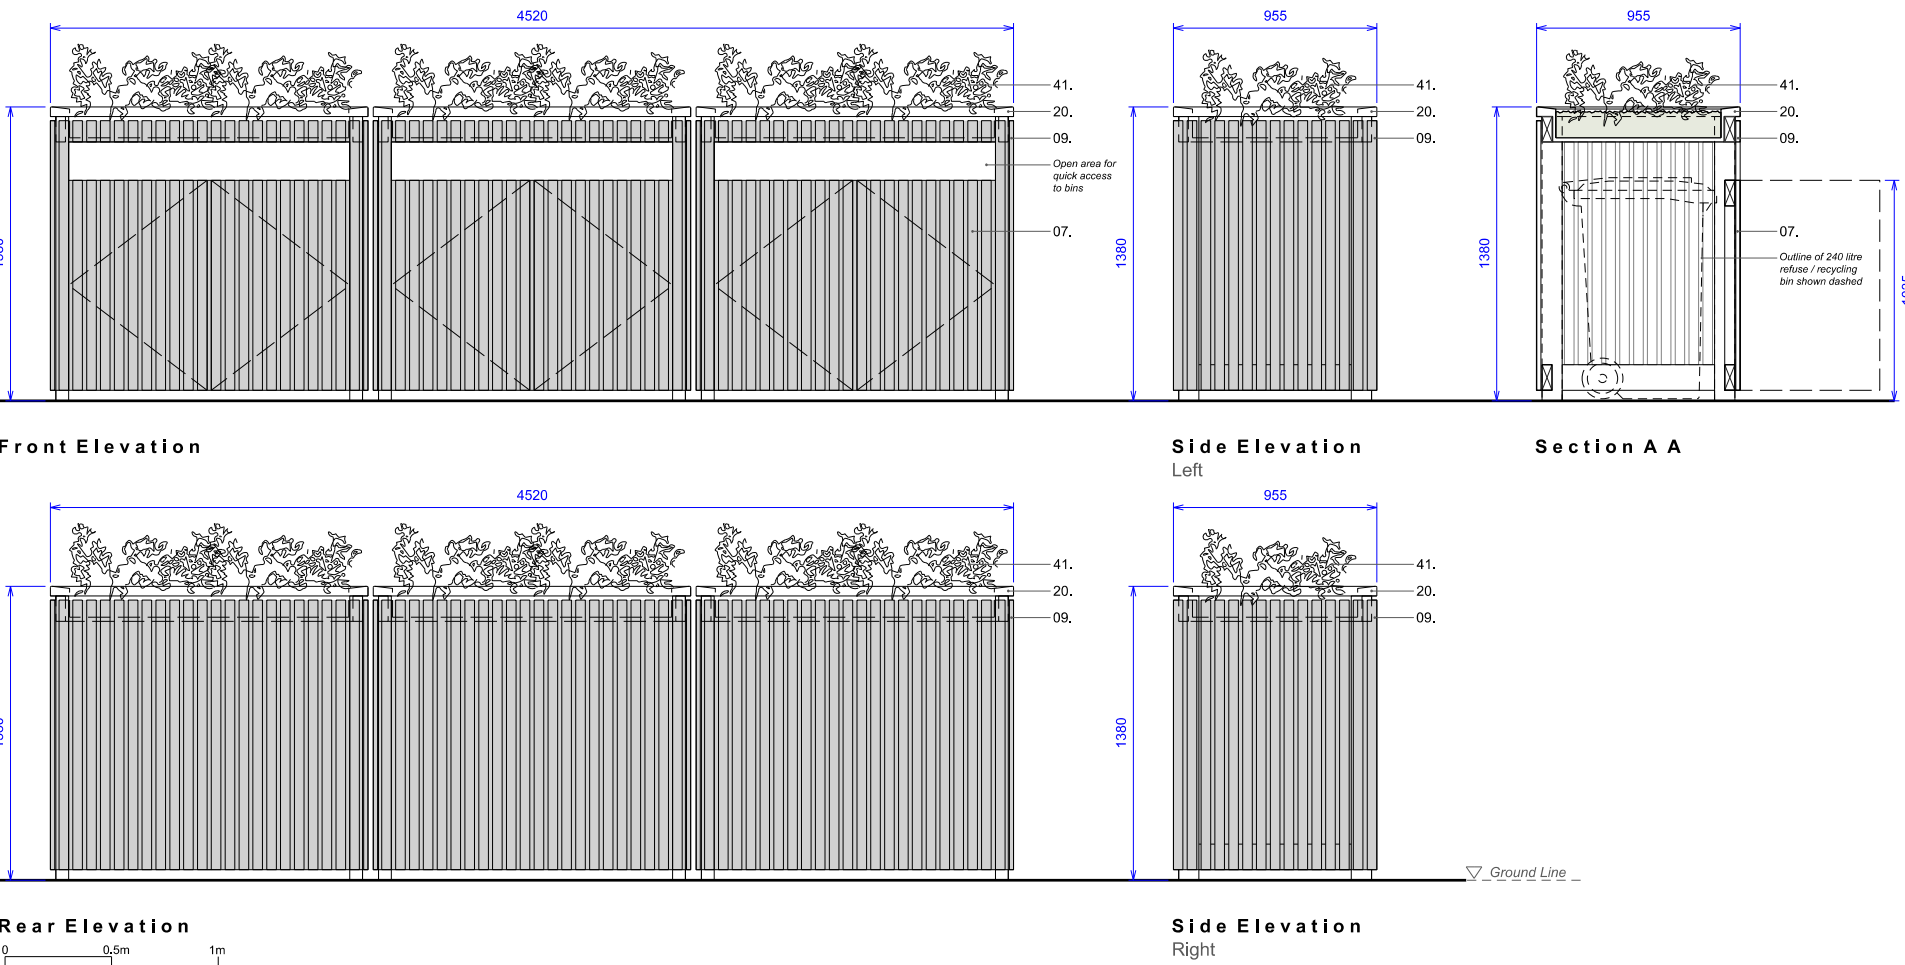 4520
955
955
41.
20.
09.
Open area for
quick access
to bins
07.
41.
20.
09.
1380
41.
20.
09.
07.
Outline of 240 litre
refuse / recycling
bin shown dashed
1380
Front Elevation
Side Elevation
Left
Section A A
4520
955
41.
20.
09.
41.
20.
09.
1380
Ground Line
Rear Elevation
Side Elevation
Right
0 0.5m 1m